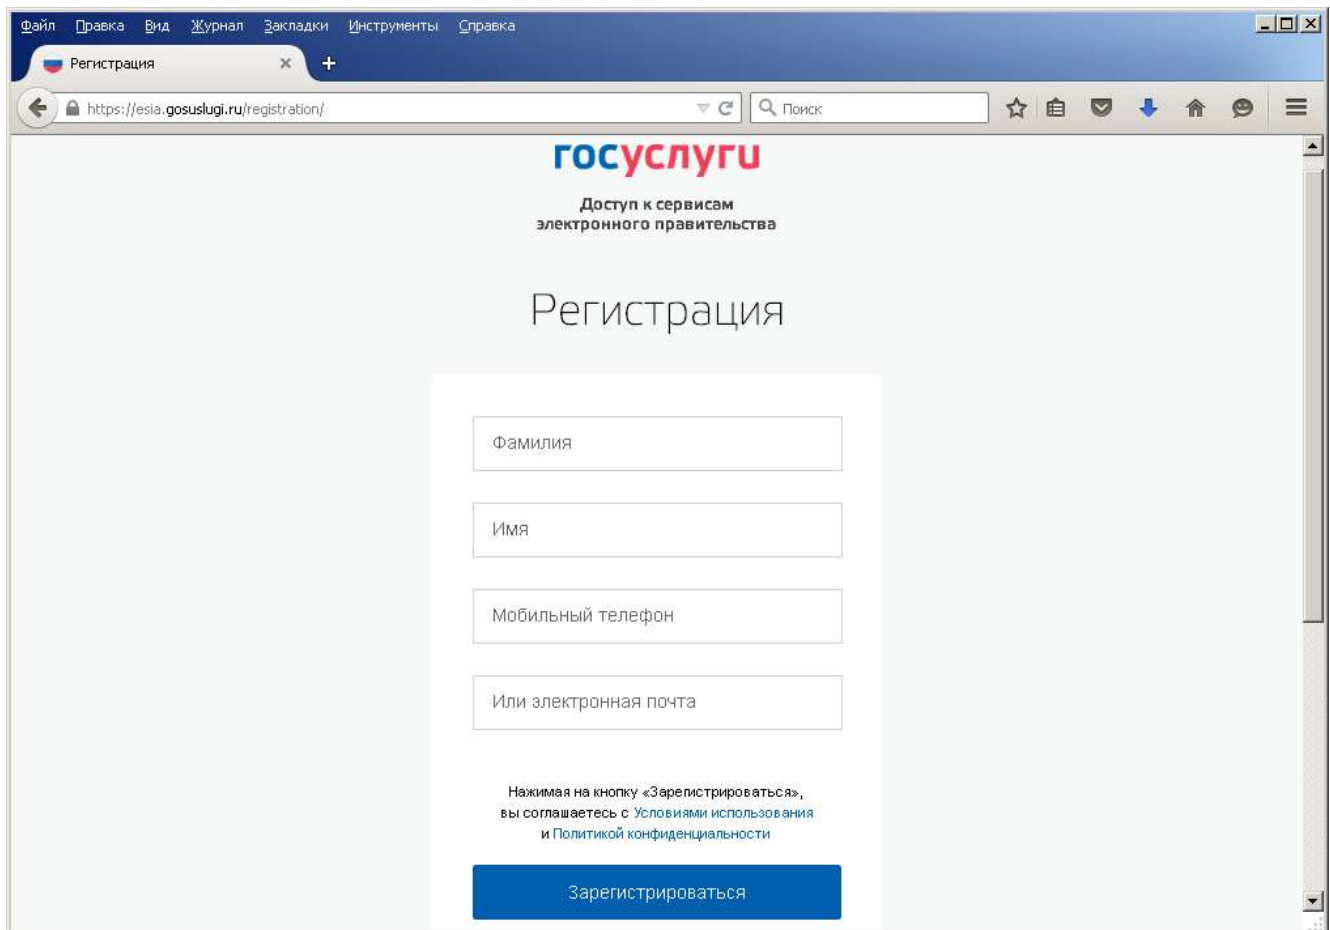 Файл Правка Вид Журнал Закладки Инструменты Справка
Регистрация
https://esia.gosuslugi.ru/registration/
Поиск
госуслуги
Доступ к сервисам
электронного правительства
Регистрация
Фамилия
Имя
Мобильный телефон
Или электронная почта
Нажимая на кнопку «Зарегистрироваться»,
вы соглашаетесь с Условиями использования
и Политикой конфиденциальности
Зарегистрироваться